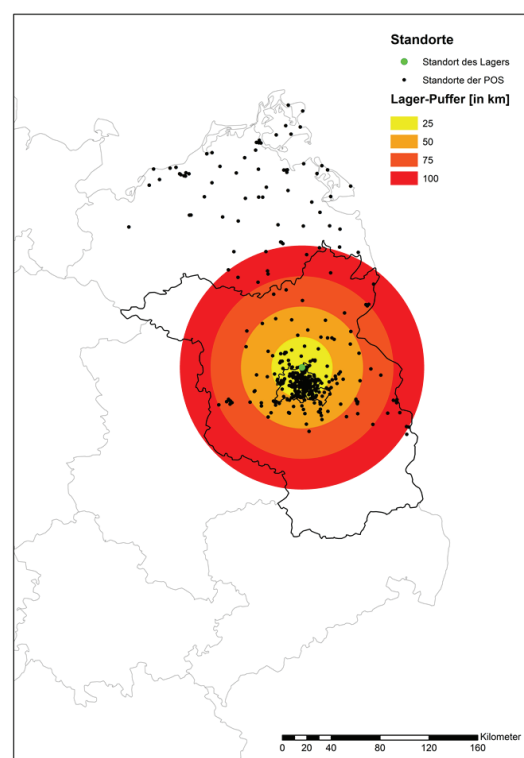 Standorte
Standort des Lagers
Standorte der POS
Lager-Puffer [in km]
25
50
75
100
Kilometer
0 20 40 80 120 160